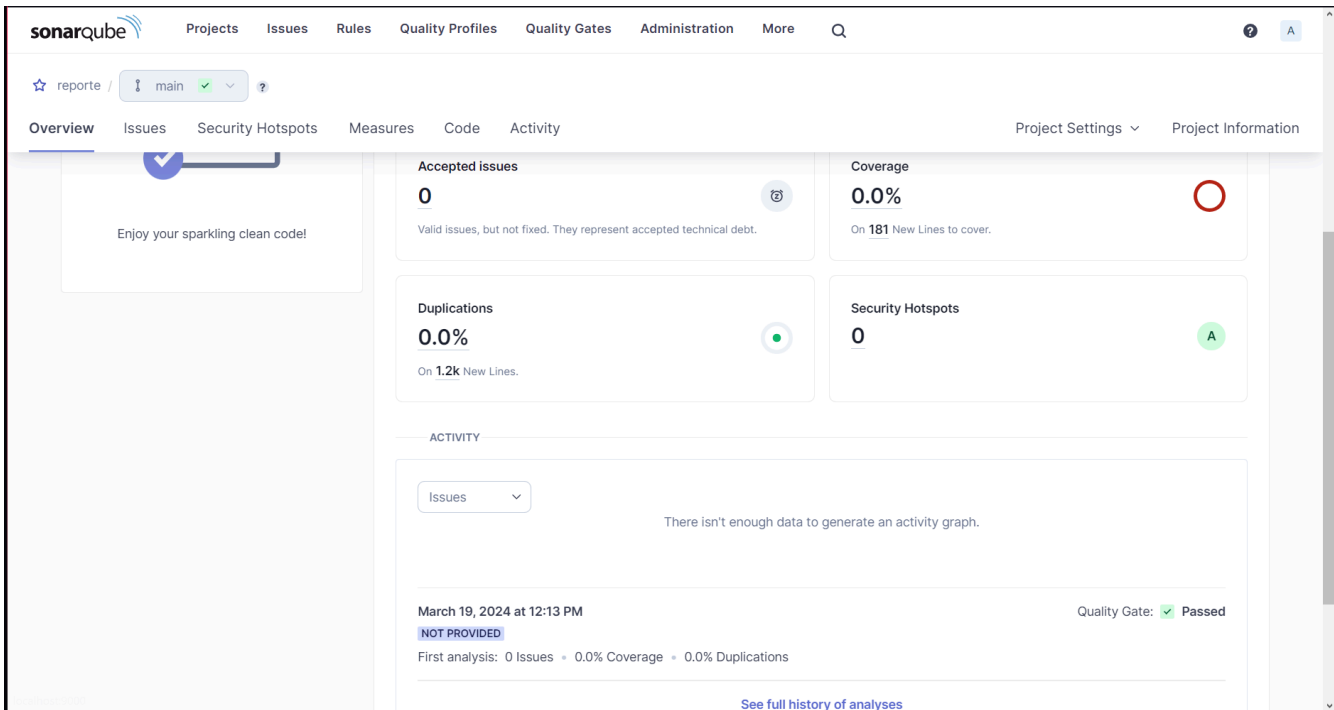 sonarqube Projects Issues Rules Quality Profiles Quality Gates Administration More ? A
reporte / main ?
Overview Issues Security Hotspots Measures Code Activity Project Settings Project Information
Enjoy your sparkling clean code!
Accepted issues
0
Valid issues, but not fixed. They represent accepted technical debt.
Coverage
0.0%
On 181 New Lines to cover.
Duplications
0.0%
On 1.2k New Lines.
Security Hotspots
0
A
ACTIVITY
Issues
There isn't enough data to generate an activity graph.
March 19, 2024 at 12:13 PM
Quality Gate: Passed
NOT PROVIDED
First analysis: 0 Issues • 0.0% Coverage • 0.0% Duplications
See full history of analyses